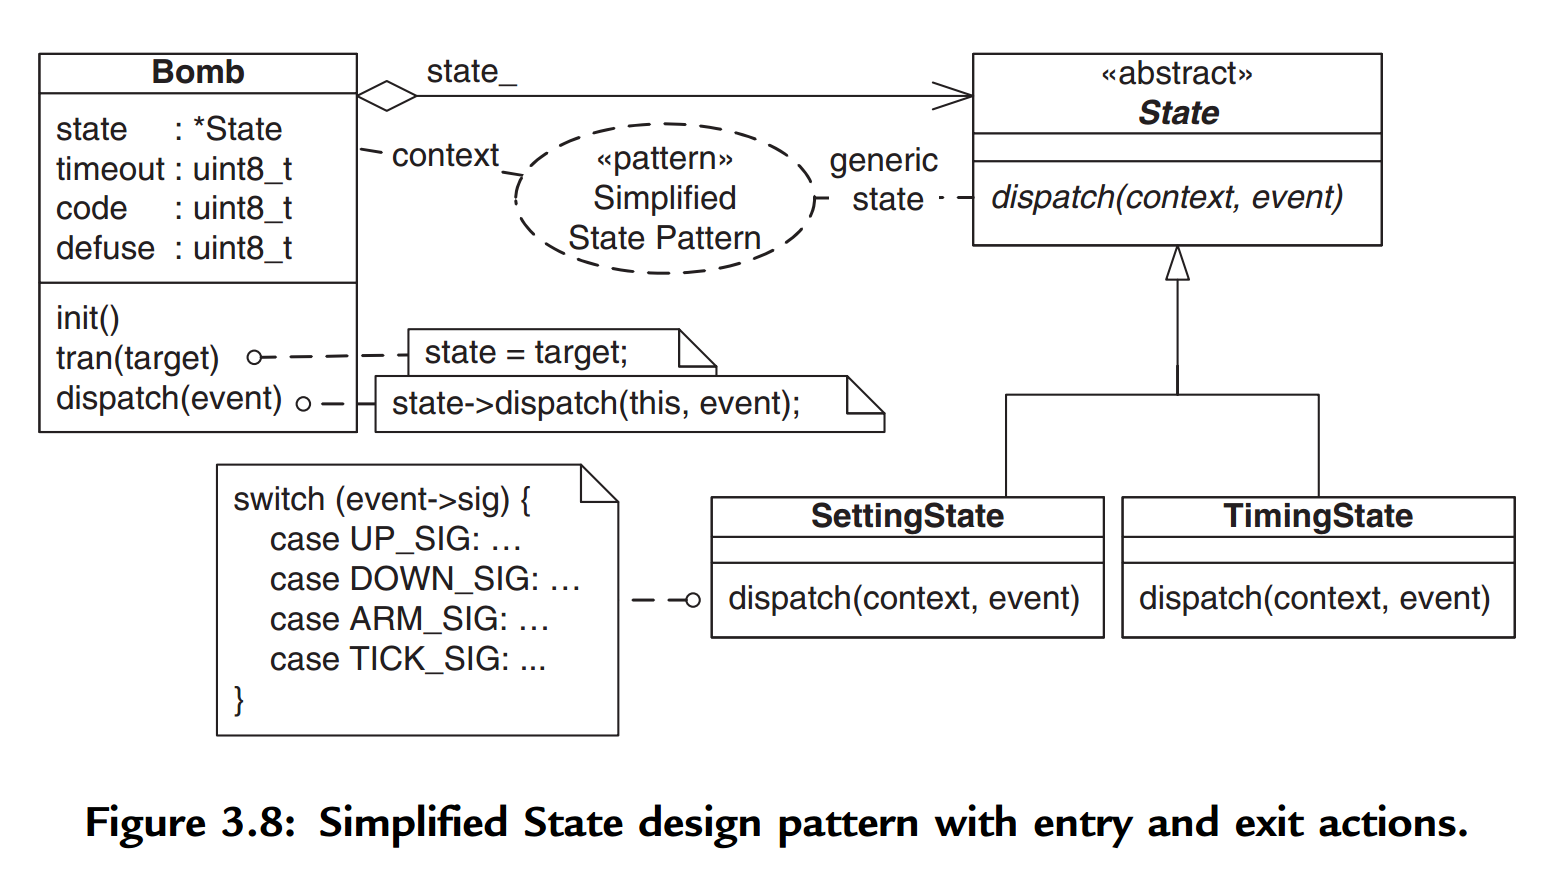 Bomb
state : *State
timeout : uint8_t
code : uint8_t
defuse : uint8_t
init()
tran(target)
dispatch(event)
state_
context
«pattern»
Simplified
State Pattern
generic
state
«abstract»
State
dispatch(context, event)
state = target;
state->dispatch(this, event);
switch (event->sig) {
case UP_SIG: …
case DOWN_SIG: …
case ARM_SIG: …
case TICK_SIG: ...
}
SettingState
dispatch(context, event)
TimingState
dispatch(context, event)
Figure 3.8: Simplified State design pattern with entry and exit actions.